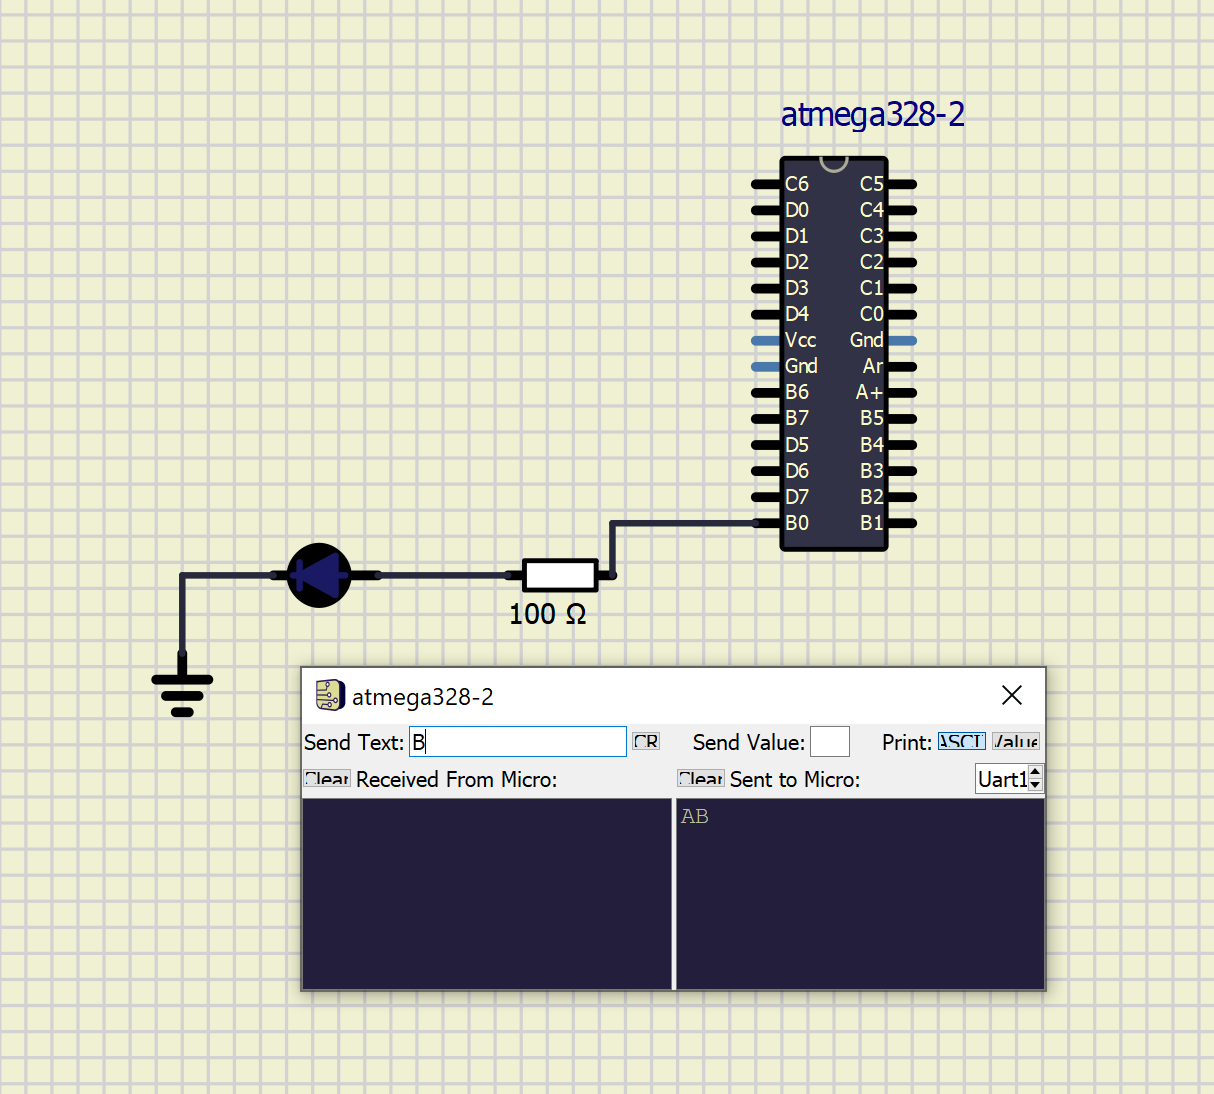 atmega328-2
C6 C5
D0 C4
D1 C3
D2 C2
D3 C1
D4 C0
Vcc Gnd
Gnd Ar
B6 A+
B7 B5
D5 B4
D6 B3
D7 B2
B0 B1
100 Ω
atmega328-2
Send Text: B CR Send Value: Print: ASCI Value
Clear Received From Micro: Clear Sent to Micro: Uart1
AB